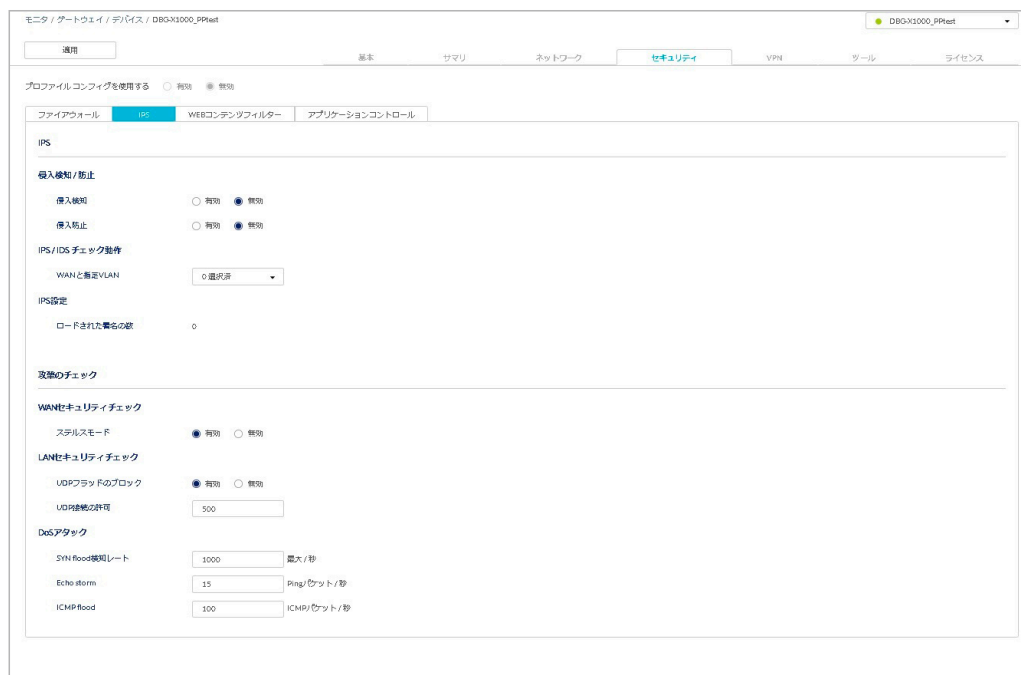 モニタ / ゲートウェイ / デバイス / DBG-X1000_PPtest
DBG-X1000_PPtest
適用
基本 サマリ ネットワーク セキュリティ VPN ツール ライセンス
プロファイルコンフィグを使用する 有効 無効
ファイアウォール IPS WEBコンテンツフィルター アプリケーションコントロール
IPS
侵入検知 / 防止
侵入検知 有効 無効
侵入防止 有効 無効
IPS / IDS チェック動作
WANと指定VLAN 0 選択済
IPS設定
ロードされた署名の数 0
攻撃のチェック
WANセキュリティチェック
ステルスモード 有効 無効
LANセキュリティチェック
UDPフラッドのブロック 有効 無効
UDP接続の許可 500
DoSアタック
SYN flood検知レート 1000 最大 / 秒
Echo storm 15 Pingパケット / 秒
ICMP flood 100 ICMPパケット / 秒